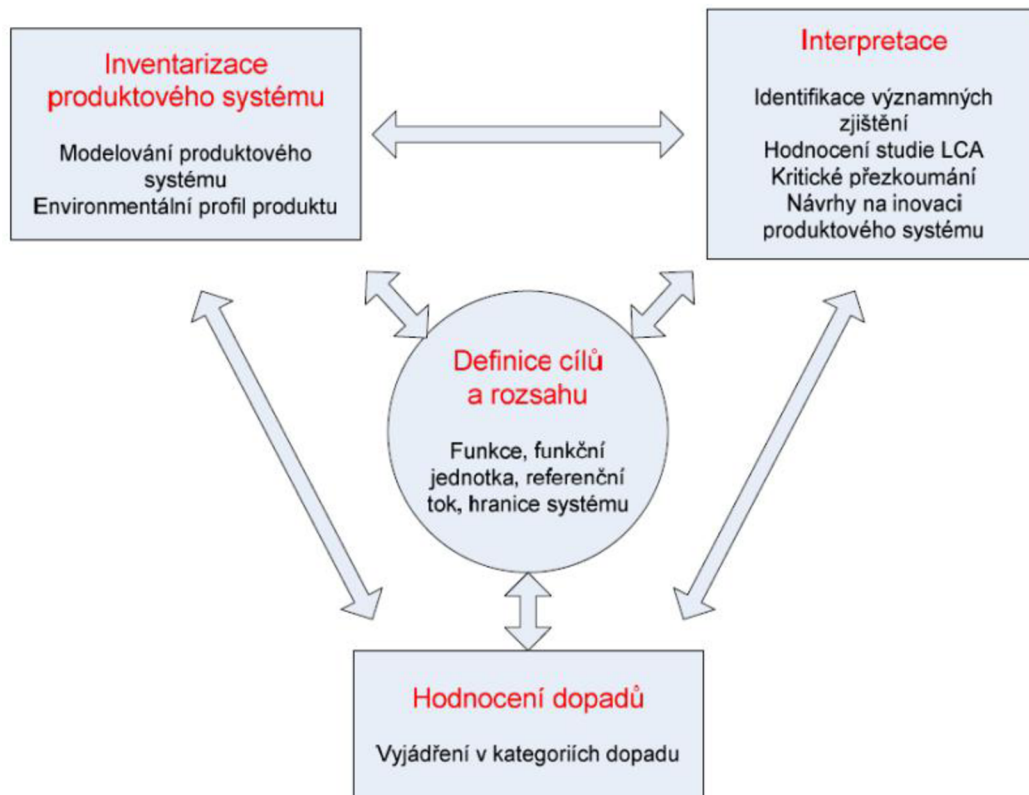 Inventarizace
produktového systému
Modelování produktového
systému
Environmentální profil produktu
Interpretace
Identifikace významných
zjištění
Hodnocení studie LCA
Kritické přezkoumání
Návrhy na inovaci
produktového systému
Definice cílů
a rozsahu
Funkce, funkční
jednotka, referenční
tok, hranice systému
Hodnocení dopadů
Vyjádření v kategoriích dopadu